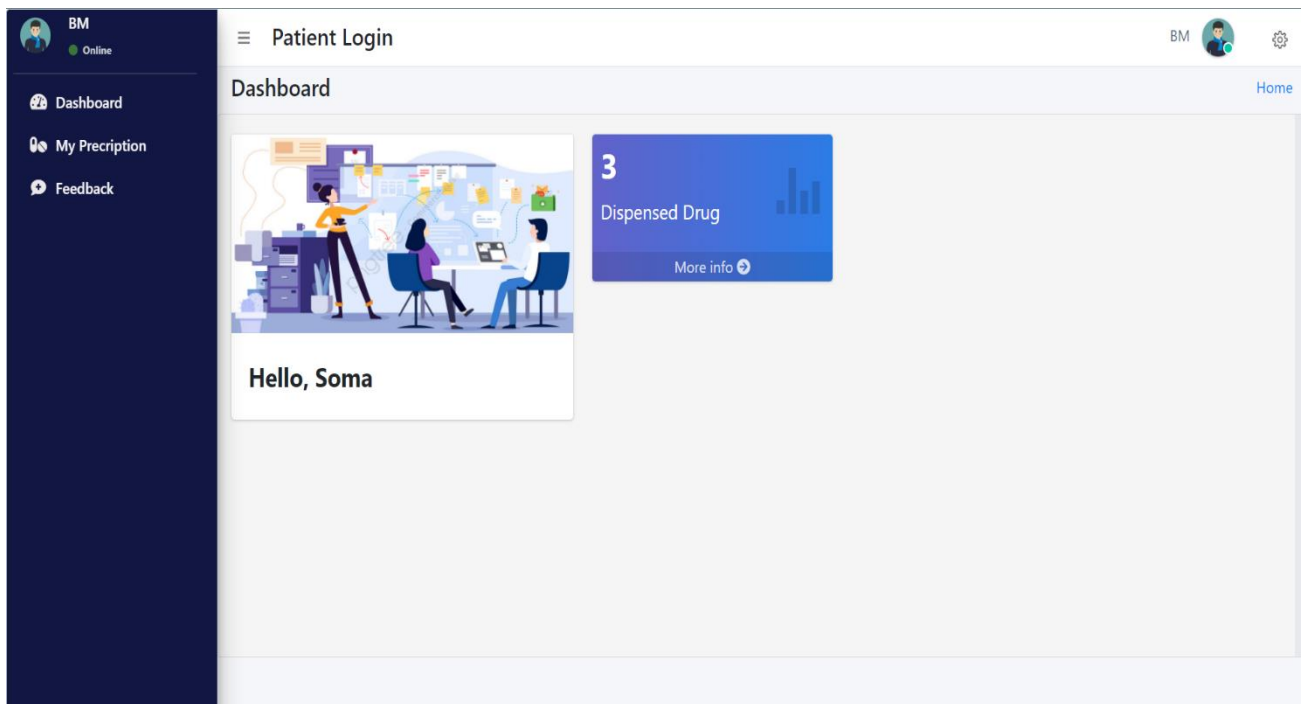 BM
Online
Dashboard
My Precription
Feedback
Patient Login
BM
Dashboard
Home
Hello, Soma
3
Dispensed Drug
More info